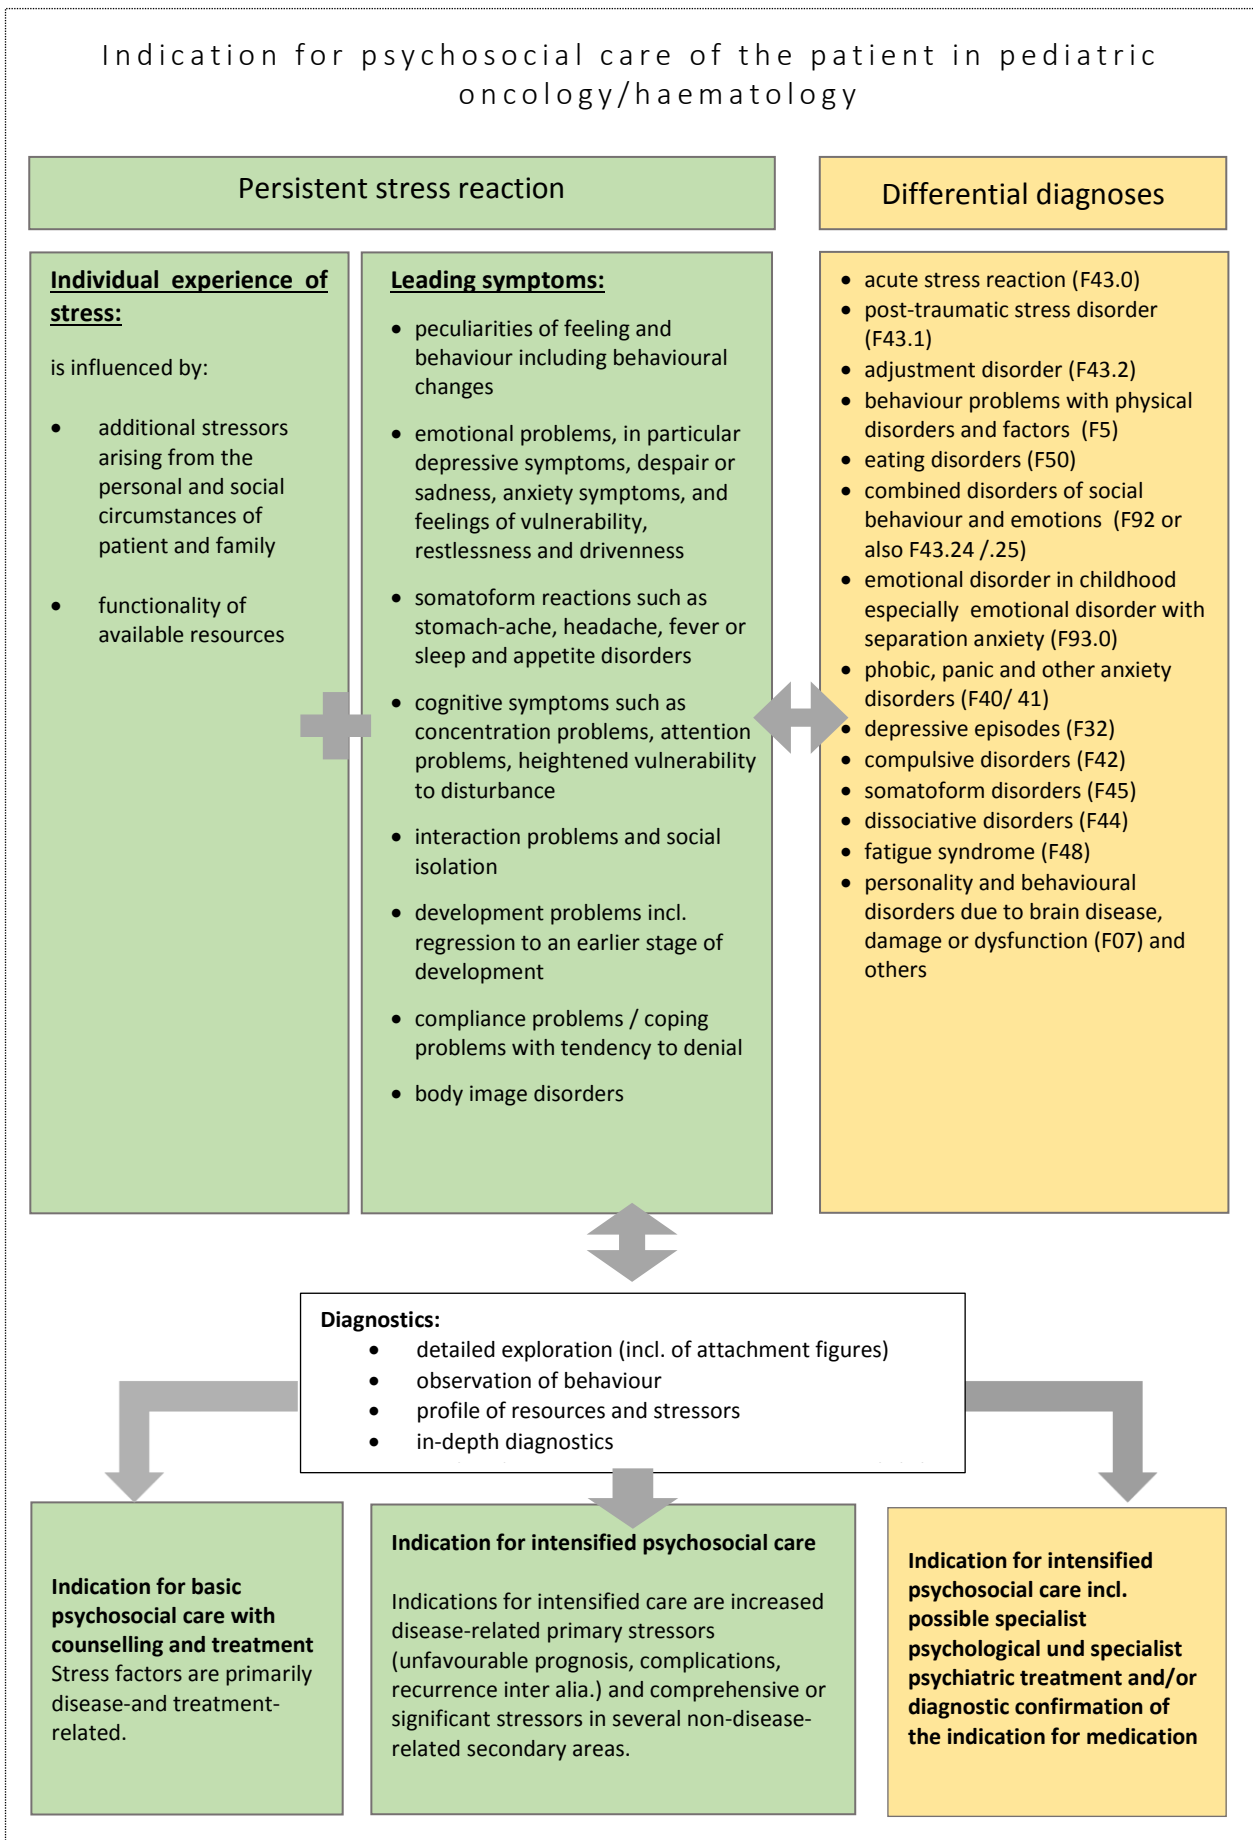 Indication for psychosocial care of the patient in pediatric
oncology/haematology
Persistent stress reaction
Differential diagnoses
Individual experience of
stress:
is influenced by:
• additional stressors
arising from the
personal and social
circumstances of
patient and family
• functionality of
available resources
Leading symptoms:
• peculiarities of feeling and
behaviour including behavioural
changes
• emotional problems, in particular
depressive symptoms, despair or
sadness, anxiety symptoms, and
feelings of vulnerability,
restlessness and drivenness
• somatoform reactions such as
stomach-ache, headache, fever or
sleep and appetite disorders
• cognitive symptoms such as
concentration problems, attention
problems, heightened vulnerability
to disturbance
• interaction problems and social
isolation
• development problems incl.
regression to an earlier stage of
development
• compliance problems / coping
problems with tendency to denial
• body image disorders
• acute stress reaction (F43.0)
• post-traumatic stress disorder
(F43.1)
• adjustment disorder (F43.2)
• behaviour problems with physical
disorders and factors (F5)
• eating disorders (F50)
• combined disorders of social
behaviour and emotions (F92 or
also F43.24 /.25)
• emotional disorder in childhood
especially emotional disorder with
separation anxiety (F93.0)
• phobic, panic and other anxiety
disorders (F40/ 41)
• depressive episodes (F32)
• compulsive disorders (F42)
• somatoform disorders (F45)
• dissociative disorders (F44)
• fatigue syndrome (F48)
• personality and behavioural
disorders due to brain disease,
damage or dysfunction (F07) and
others
Diagnostics:
• detailed exploration (incl. of attachment figures)
• observation of behaviour
• profile of resources and stressors
• in-depth diagnostics
Indication for basic
psychosocial care with
counselling and treatment
Stress factors are primarily
disease-and treatment-
related.
Indication for intensified psychosocial care
Indications for intensified care are increased
disease-related primary stressors
(unfavourable prognosis, complications,
recurrence inter alia.) and comprehensive or
significant stressors in several non-disease-
related secondary areas.
Indication for intensified
psychosocial care incl.
possible specialist
psychological und specialist
psychiatric treatment and/or
diagnostic confirmation of
the indication for medication